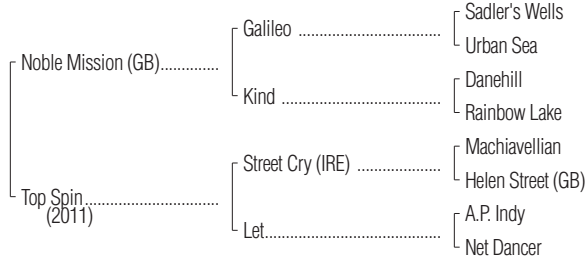 Sadler's Wells
Galileo ................................
Urban Sea
Noble Mission (GB)..............
Danehill
Kind ....................................
Rainbow Lake
Machiavellian
Street Cry (IRE) ...................
Helen Street (GB)
Top Spin...............................
(2011)
A.P. Indy
Let.......................................
Net Dancer